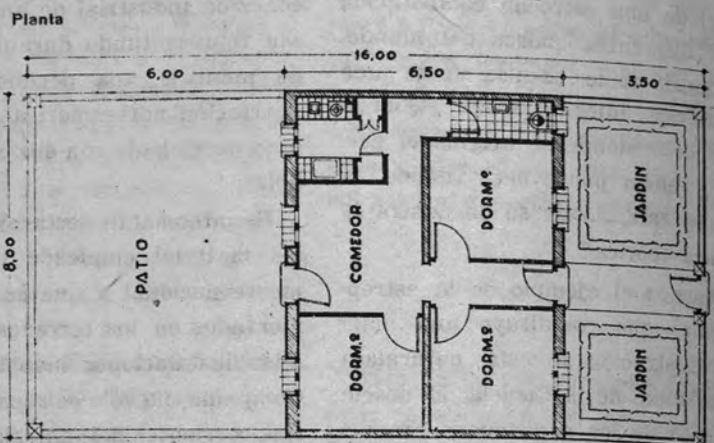 Planta
16,00
6,00
6,50
3,50
8,00
PATIO
COMEDOR
DORMº
DORMº
DORMº
JARDIN
JARDIN